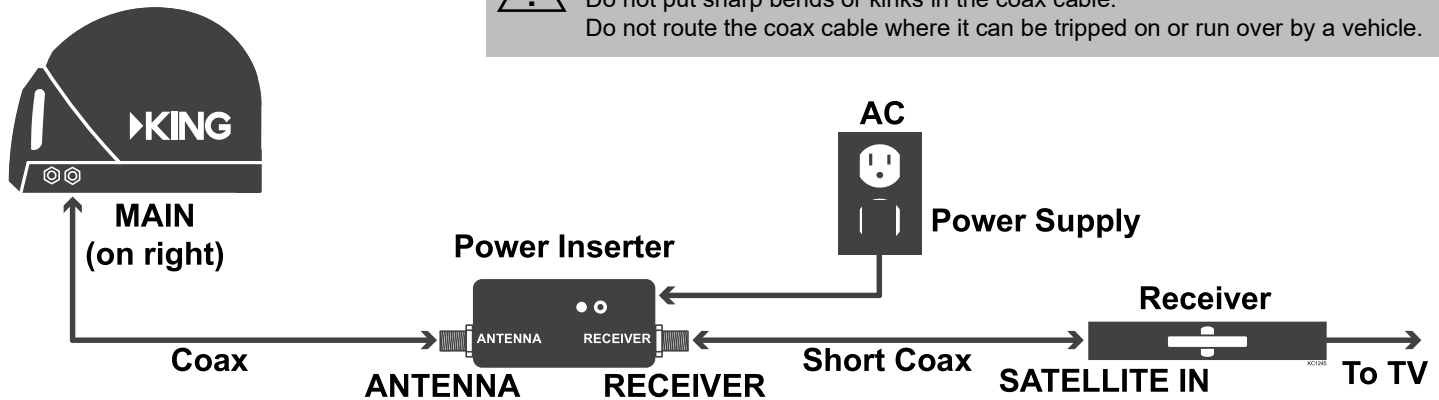 Do not put sharp bends or kinks in the coax cable.
Do not route the coax cable where it can be tripped on or run over by a vehicle.
KING
AC
MAIN
(on right)
Power Supply
Power Inserter
Receiver
ANTENNA RECEIVER
Coax
Short Coax
KC1245
To TV
ANTENNA
RECEIVER
SATELLITE IN